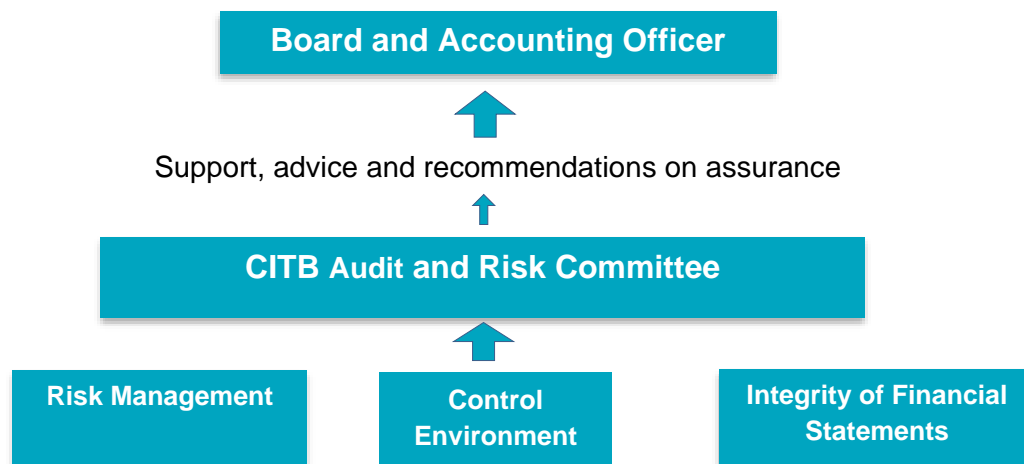 Board and Accounting Officer
Support, advice and recommendations on assurance
CITB Audit and Risk Committee
Risk Management
Control
Environment
Integrity of Financial
Statements